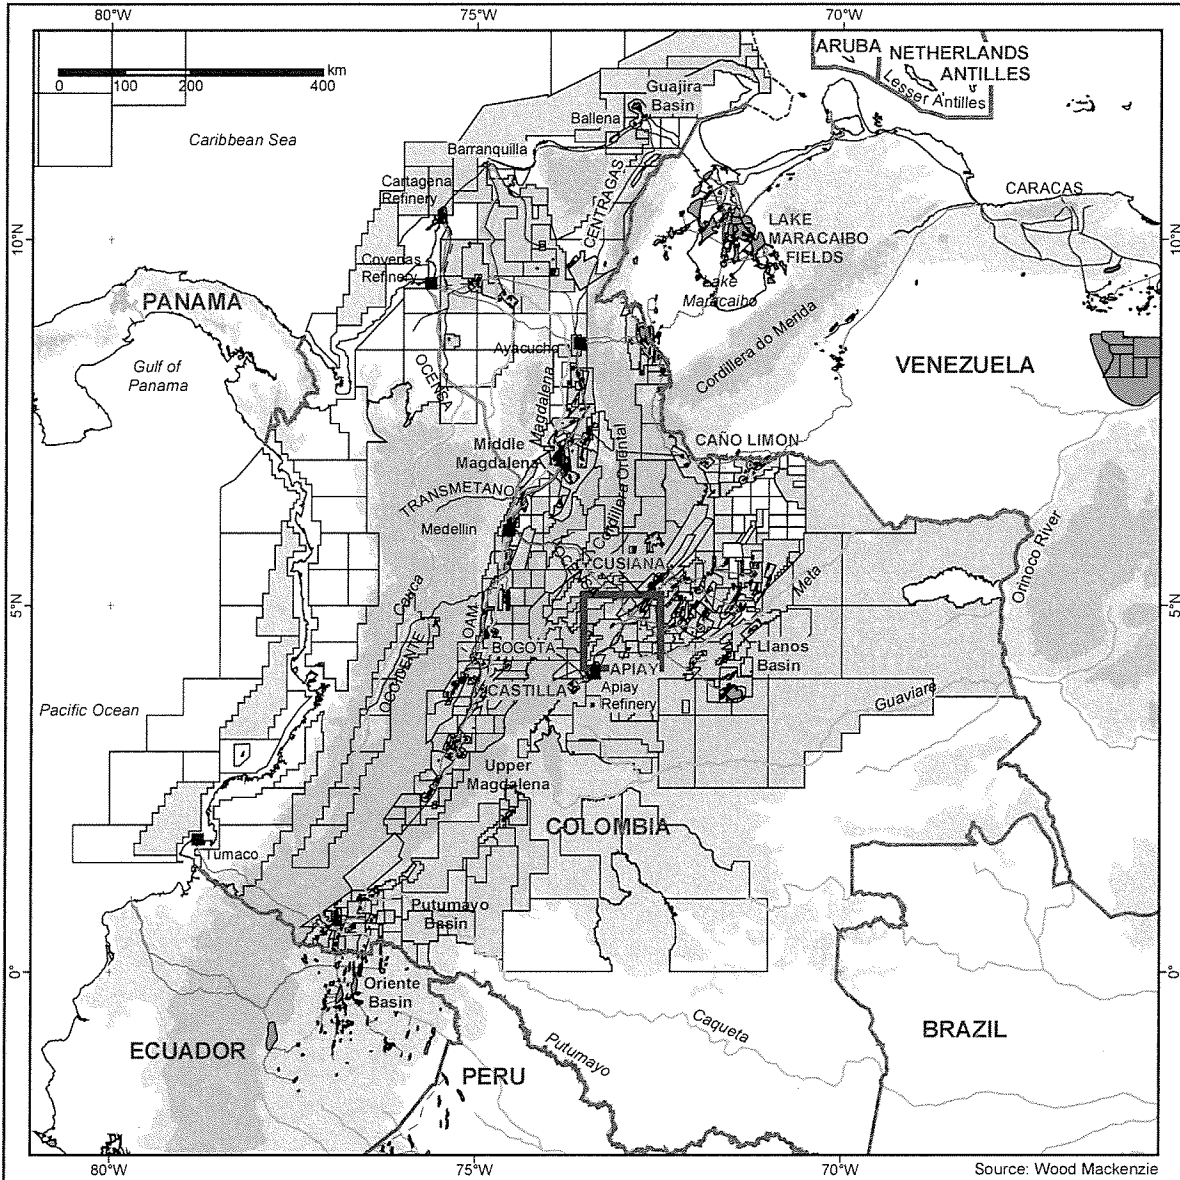 80°W
75°W
70°W
km
0
100
200
400
ARUBA
NETHERLANDS
ANTILLES
Lesser Antilles
Caribbean Sea
Guajira
Basin
Ballena
Barranquilla
Cartagena
Refinery
CENTRAGAS
CARACAS
10°N
10°N
LAKE
MARACAIBO
FIELDS
Lake
Maracaibo
Covenas
Refinery
PANAMA
Gulf of
Panama
Ayacucho
Cordillera do Merida
VENEZUELA
OCENSA
Magdalena
Middle
Magdalena
CAÑO LIMON
Cordillera Oriental
TRANSMETANO
Medellin
Orinoco River
CUSIANA
Meta
5°N
5°N
Cauca
OAM
BOGOTA
Llanos
Basin
OCCIDENTE
CASTILLA
APIAY
Apiay
Refinery
Guaviare
Pacific Ocean
Upper
Magdalena
COLOMBIA
Tumaco
Putumayo
Basin
0°
0°
Oriente
Basin
Caqueta
BRAZIL
ECUADOR
Putumayo
PERU
80°W
75°W
70°W
Source: Wood Mackenzie